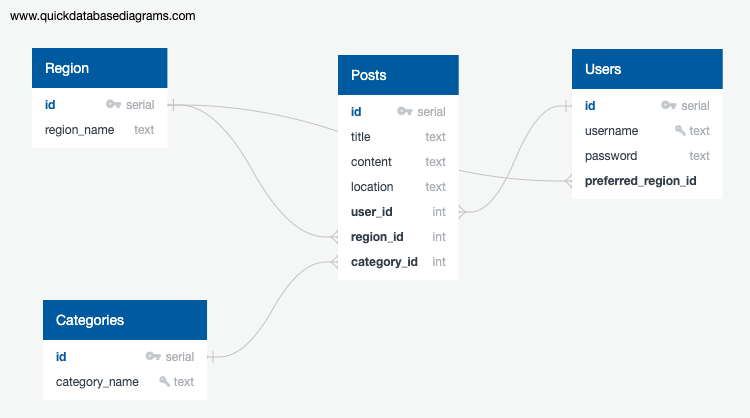 www.quickdatabasediagrams.com
Region
id serial
region_name text
Posts
id serial
title text
content text
location text
user_id int
region_id int
category_id int
Users
id serial
username text
password text
preferred_region_id
Categories
id serial
category_name text